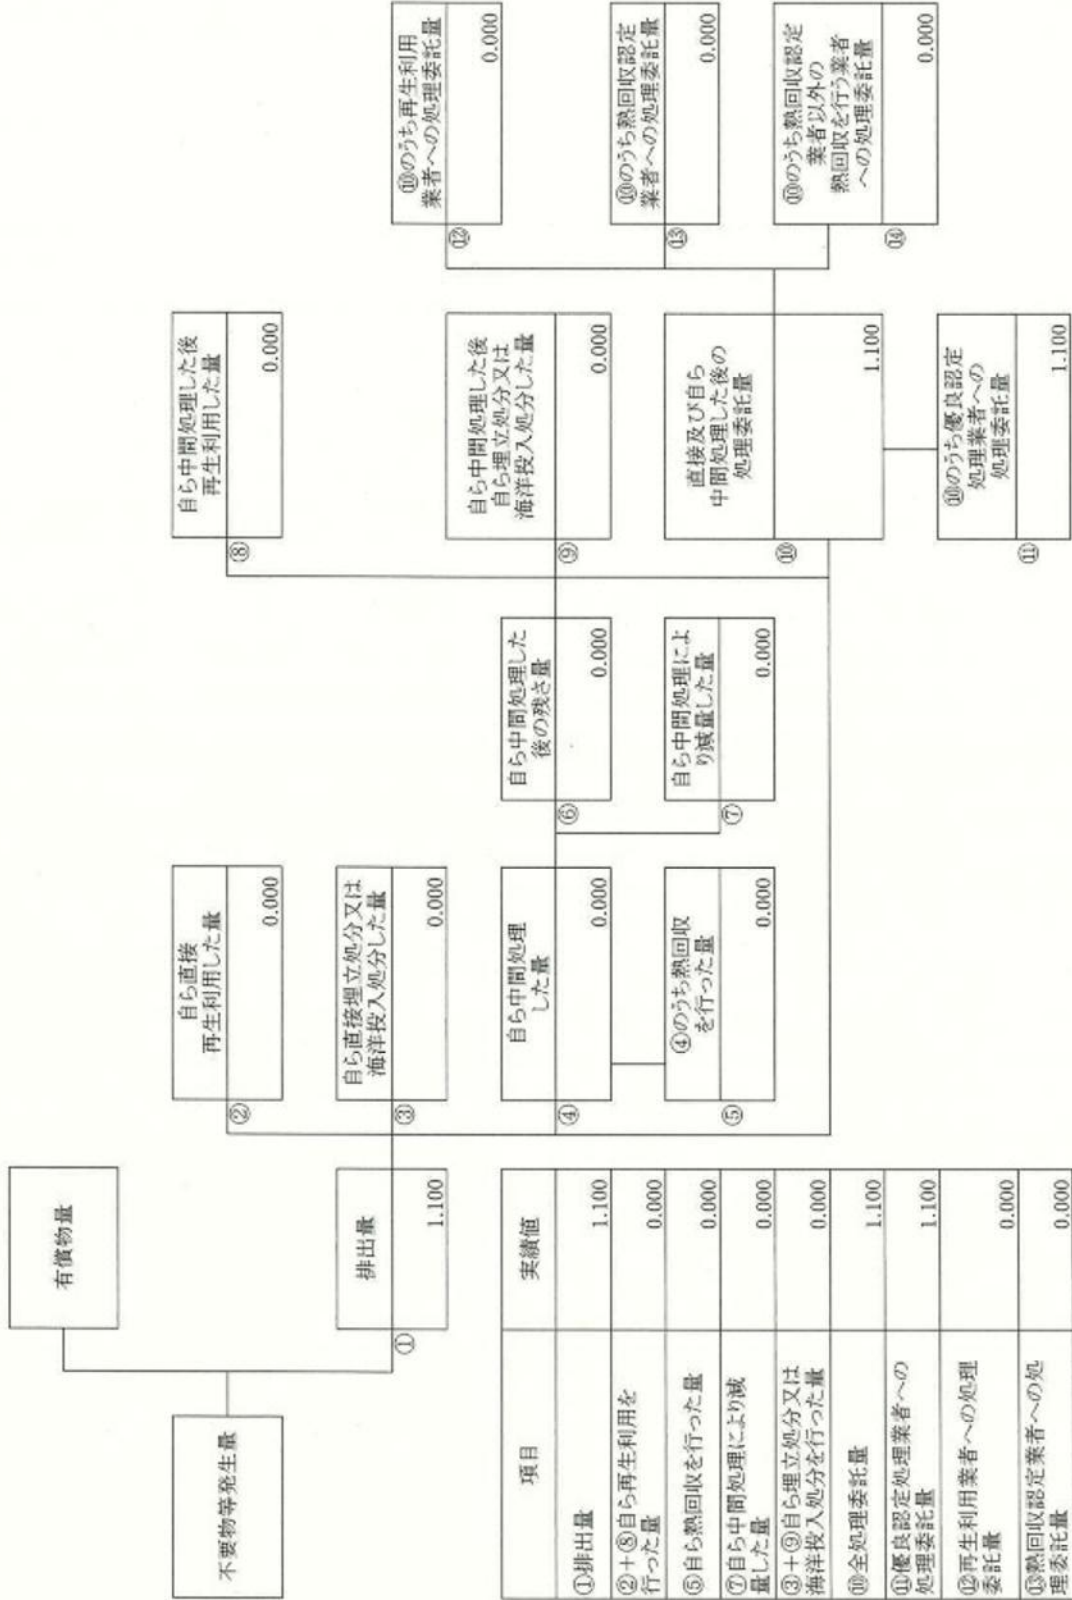 不要物等発生量
有償物量
排出量
①
1.100
自ら直接
再生利用した量
②
0.000
自ら直接埋立処分又は
海洋投入処分した量
③
0.000
自ら中間処理
した量
④
0.000
④のうち熱回収
を行った量
⑤
0.000
自ら中間処理した
後の残さ量
⑥
0.000
自ら中間処理によ
り減量した量
⑦
0.000
自ら中間処理した後
再生利用した量
⑧
0.000
自ら中間処理した後
自ら埋立処分又は
海洋投入処分した量
⑨
0.000
直接及び自ら
中間処理した後の
処理委託量
⑩
1.100
⑩のうち優良認定
処理業者への
処理委託量
⑪
1.100
⑩のうち再生利用
業者への処理委託量
⑫
0.000
⑩のうち熱回収認定
業者への処理委託量
⑬
0.000
⑩のうち熱回収認定
業者以外の
熱回収を行う業者
への処理委託量
⑭
0.000
項目 実績値
①排出量 1.100
②+⑧自ら再生利用を
行った量 0.000
⑤自ら熱回収を行った量 0.000
⑦自ら中間処理により減
量した量 0.000
③+⑨自ら埋立処分又は
海洋投入処分を行った量 0.000
⑩全処理委託量 1.100
⑪優良認定処理業者への
処理委託量 1.100
⑫再生利用業者への処理
委託量 0.000
⑬熱回収認定業者への処
理委託量 0.000